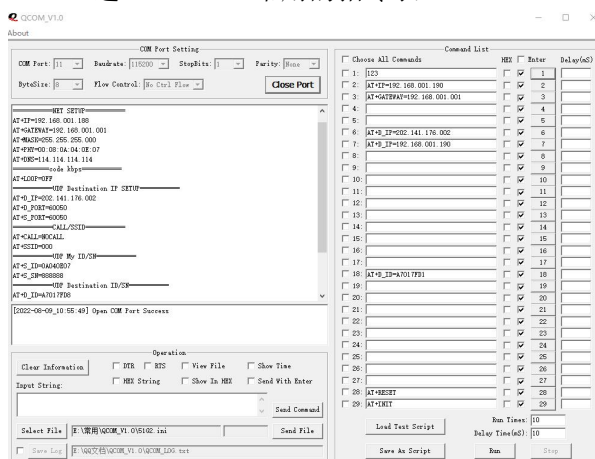 QCOM_V1.0
About
COM Port Setting
COM Port: 11 Baudrate: 115200 StopBits: 1 Parity: None
ByteSize: 8 Flow Control: No Ctrl Flow Close Port
=====NET SETUP=====
AT+IP=192.168.001.188
AT+GATEWAY=192.168.001.001
AT+MASK=255.255.255.000
AT+PHY=00:08:0A:04:0E:07
AT+DNS=114.114.114.114
=====code kbps=====
AT+LOOP=OFF
=====UDP Destination IP SETUP=====
AT+D_IP=202.141.176.002
AT+D_PORT=60050
AT+S_PORT=60050
=====CALL/SSID=====
AT+CALL=NOCALL
AT+SSID=000
=====UDP My ID/SN=====
AT+S_ID=0A040E07
AT+S_SN=888888
=====UDP Destination ID/SN=====
AT+D_ID=A7017FD8
[2022-08-09_10:55:49] Open COM Port Success
Operation
Clear Infomation DTR RTS View File Show Time
HEX String Show In HEX Send With Enter
Input String:
Send Command
Select File E:\常用\QCOM_V1.0\51G2.ini Send File
Save Log E:\QQ文档\QCOM_V1.0\QCOM_LOG.txt
Command List
Choose All Commands HEX Enter Delay(mS)
1: 123 1
2: AT+IP=192.168.001.190 2
3: AT+GATEWAY=192.168.001.001 3
4: 4
5: 5
6: AT+D_IP=202.141.176.002 6
7: AT+D_IP=192.168.001.190 7
8: 8
9: 9
10: 10
11: 11
12: 12
13: 13
14: 14
15: 15
16: 16
17: 17
18: AT+D_ID=A7017FD1 18
19: 19
20: 20
21: 21
22: 22
23: 23
24: 24
25: 25
26: 26
27: 27
28: AT+RESET 28
29: AT+INIT 29
Load Test Script Run Times: 10
Delay Time(mS): 10
Save As Script Run Stop